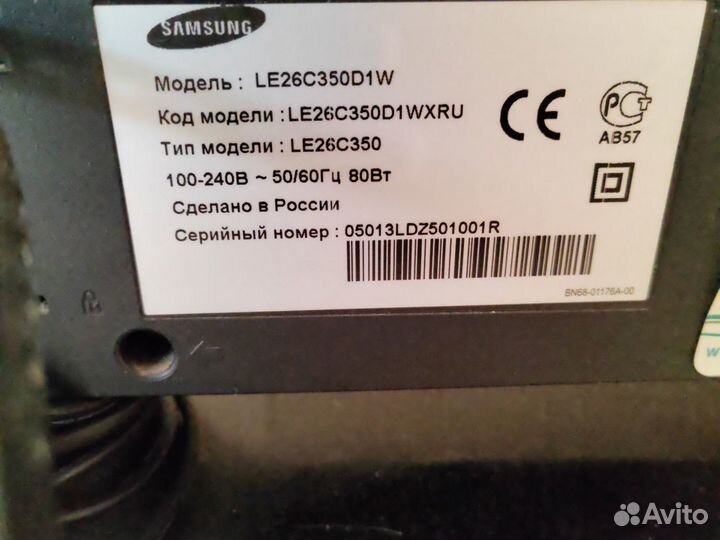 SAMSUNG
Модель : LE26C350D1W
Код модели : LE26C350D1WXRU
Тип модели : LE26C350
100-240В ~ 50/60Гц 80Вт
Сделано в России
Серийный номер : 05013LDZ501001R
CE
РСТ
АВ57
BN68-01176A-00
w
Avito